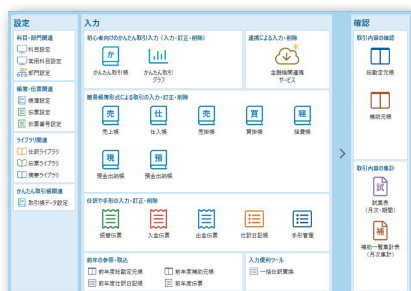 設定
科目・部門関連
科目設定
実用科目設定
部門設定
帳簿・伝票関連
帳簿設定
伝票設定
伝票番号設定
ライブラリ関連
仕訳ライブラリ
伝票ライブラリ
摘要ライブラリ
かんたん取引帳関連
取引帳データ設定
入力
初心者向けのかんたん取引入力（入力・訂正・削除）
か
かんたん取引帳
かんたん取引
グラフ
連携による入力・削除
金融機関連携
サービス
簡易帳簿形式による取引の入力・訂正・削除
売
売上帳
仕
仕入帳
売
売掛帳
買
買掛帳
経
経費帳
現
現金出納帳
預
預金出納帳
仕訳や手形の入力・訂正・削除
振替伝票
入金伝票
出金伝票
仕訳日記帳
手形管理
前年の参照・取込
前年度総勘定元帳
前年度補助元帳
前年度仕訳日記帳
前年度伝票
入力便利ツール
一括仕訳置換
確認
取引内容の確認
総勘定元帳
補助元帳
取引内容の集計
試
試算表
（月次・期間）
補
補助一覧集計表
（月次集計）